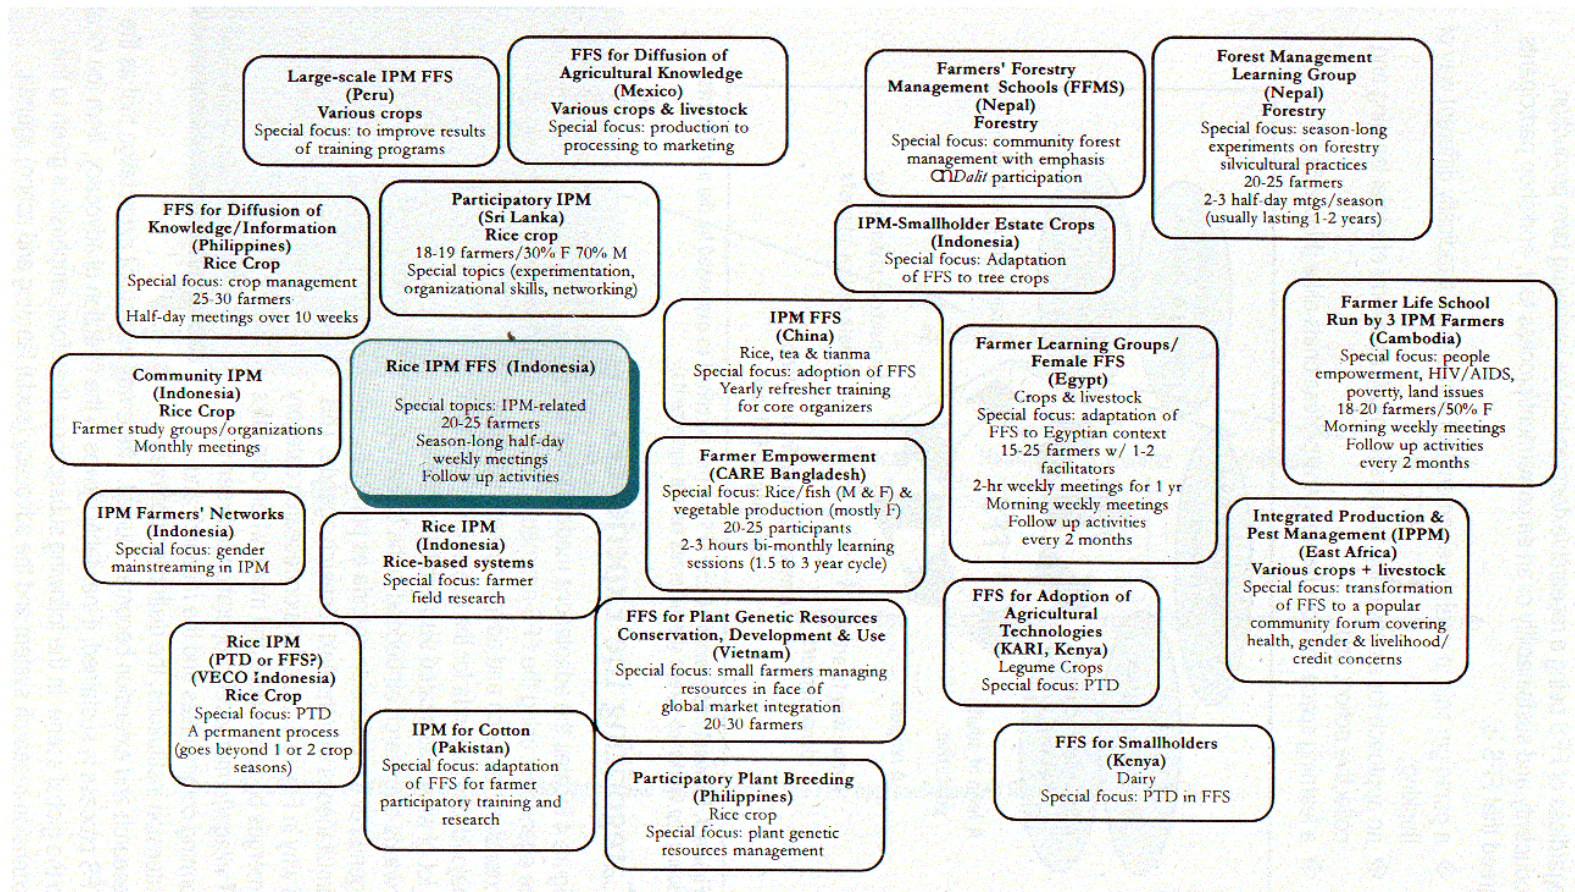 Large-scale IPM FFS
(Peru)
Various crops
Special focus: to improve results
of training programs
FFS for Diffusion of
Agricultural Knowledge
(Mexico)
Various crops & livestock
Special focus: production to
processing to marketing
Farmers' Forestry
Management Schools (FFMS)
(Nepal)
Forestry
Special focus: community forest
management with emphasis
on Dalit participation
Forest Management
Learning Group
(Nepal)
Forestry
Special focus: season-long
experiments on forestry
silvicultural practices
20-25 farmers
2-3 half-day mtgs/season
(usually lasting 1-2 years)
FFS for Diffusion of
Knowledge/Information
(Philippines)
Rice Crop
Special focus: crop management
25-30 farmers
Half-day meetings over 10 weeks
Participatory IPM
(Sri Lanka)
Rice crop
18-19 farmers/30% F 70% M
Special topics (experimentation,
organizational skills, networking)
IPM-Smallholder Estate Crops
(Indonesia)
Special focus: Adaptation
of FFS to tree crops
IPM FFS
(China)
Rice, tea & tianma
Special focus: adoption of FFS
Yearly refresher training
for core organizers
Farmer Life School
Run by 3 IPM Farmers
(Cambodia)
Special focus: people
empowerment, HIV/AIDS,
poverty, land issues
18-20 farmers/50% F
Morning weekly meetings
Follow up activities
every 2 months
Community IPM
(Indonesia)
Rice Crop
Farmer study groups/organizations
Monthly meetings
Rice IPM FFS (Indonesia)
Special topics: IPM-related
20-25 farmers
Season-long half-day
weekly meetings
Follow up activities
Farmer Learning Groups/
Female FFS
(Egypt)
Crops & livestock
Special focus: adaptation of
FFS to Egyptian context
15-25 farmers w/ 1-2
facilitators
2-hr weekly meetings for 1 yr
Morning weekly meetings
Follow up activities
every 2 months
Farmer Empowerment
(CARE Bangladesh)
Special focus: Rice/fish (M & F) &
vegetable production (mostly F)
20-25 participants
2-3 hours bi-monthly learning
sessions (1.5 to 3 year cycle)
IPM Farmers' Networks
(Indonesia)
Special focus: gender
mainstreaming in IPM
Rice IPM
(Indonesia)
Rice-based systems
Special focus: farmer
field research
Integrated Production &
Pest Management (IPPM)
(East Africa)
Various crops + livestock
Special focus: transformation
of FFS to a popular
community forum covering
health, gender & livelihood/
credit concerns
FFS for Adoption of
Agricultural
Technologies
(KARI, Kenya)
Legume Crops
Special focus: PTD
FFS for Plant Genetic Resources
Conservation, Development & Use
(Vietnam)
Special focus: small farmers managing
resources in face of
global market integration
20-30 farmers
Rice IPM
(PTD or FFS?)
(VECO Indonesia)
Rice Crop
Special focus: PTD
A permanent process
(goes beyond 1 or 2 crop
seasons)
IPM for Cotton
(Pakistan)
Special focus: adaptation
of FFS for farmer
participatory training and
research
FFS for Smallholders
(Kenya)
Dairy
Special focus: PTD in FFS
Participatory Plant Breeding
(Philippines)
Rice crop
Special focus: plant genetic
resources management